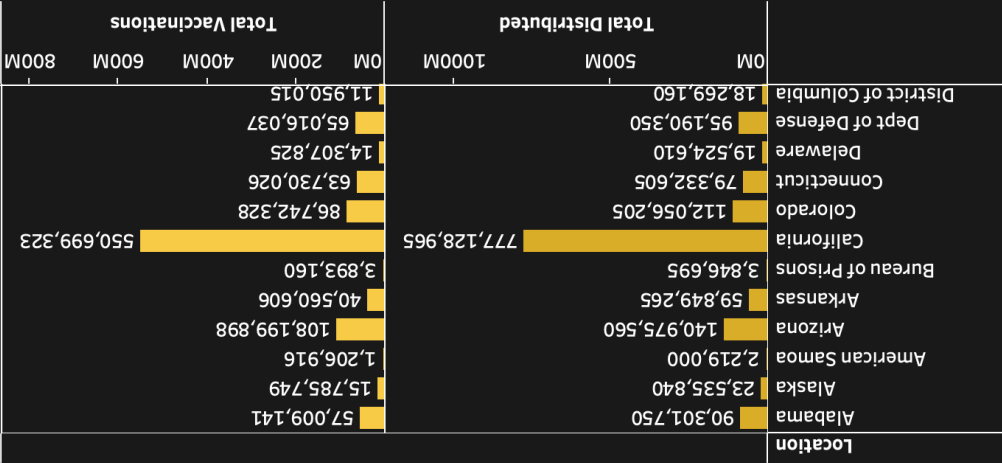 Location
Alabama 90,301,750 57,009,141
Alaska 23,535,840 15,785,749
American Samoa 2,219,000 1,206,916
Arizona 140,975,560 108,199,898
Arkansas 59,849,265 40,560,606
Bureau of Prisons 3,846,695 3,893,160
California 777,128,965 550,699,323
Colorado 112,056,205 86,742,328
Connecticut 79,332,605 63,730,026
Delaware 19,524,610 14,307,825
Dept of Defense 95,190,350 65,016,037
District of Columbia 18,269,160 11,950,015
0M 500M 1000M 0M 200M 400M 600M 800M
Total Distributed Total Vaccinations